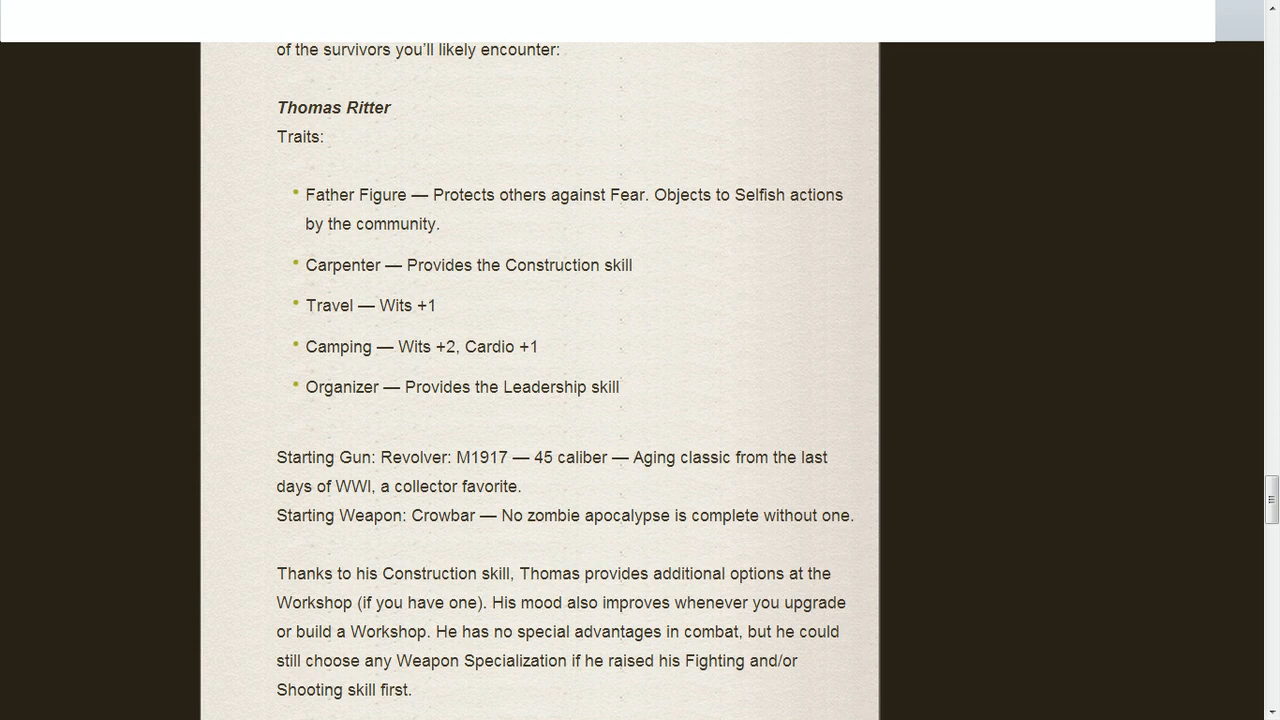 of the survivors you'll likely encounter:
Thomas Ritter
Traits:
Father Figure — Protects others against Fear. Objects to Selfish actions
by the community.
Carpenter — Provides the Construction skill
Travel — Wits +1
Camping — Wits +2, Cardio +1
Organizer — Provides the Leadership skill
Starting Gun: Revolver: M1917 — 45 caliber — Aging classic from the last
days of WWI, a collector favorite.
Starting Weapon: Crowbar — No zombie apocalypse is complete without one.
Thanks to his Construction skill, Thomas provides additional options at the
Workshop (if you have one). His mood also improves whenever you upgrade
or build a Workshop. He has no special advantages in combat, but he could
still choose any Weapon Specialization if he raised his Fighting and/or
Shooting skill first.